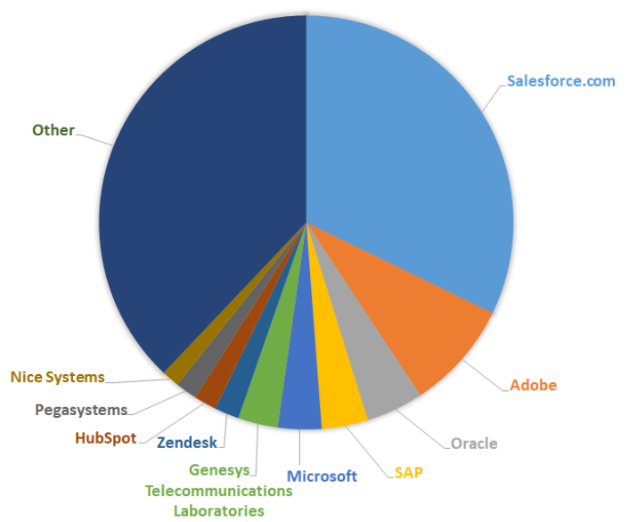 Salesforce.com
Adobe
Oracle
SAP
Microsoft
Genesys
Telecommunications
Laboratories
Zendesk
HubSpot
Pegasystems
Nice Systems
Other